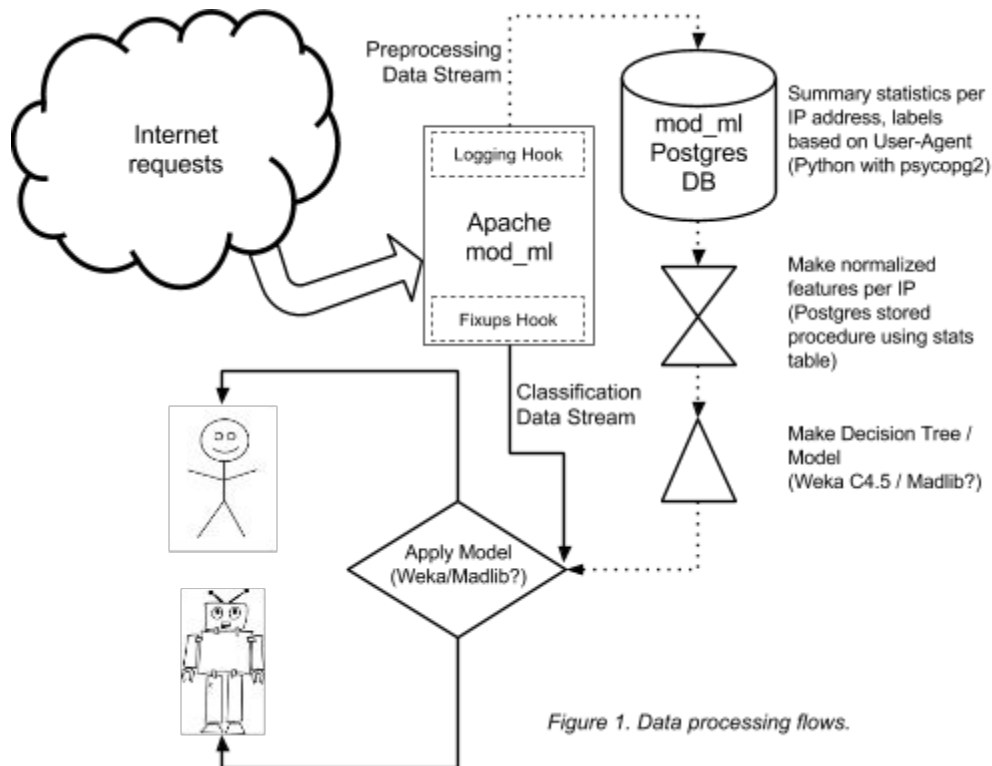 Internet
requests
Preprocessing
Data Stream
Logging Hook
Apache
mod_ml
Fixups Hook
mod_ml
Postgres
DB
Summary statistics per
IP address, labels
based on User-Agent
(Python with psycopg2)
Make normalized
features per IP
(Postgres stored
procedure using stats
table)
Classification
Data Stream
Make Decision Tree /
Model
(Weka C4.5 / Madlib?)
Apply Model
(Weka/Madlib?)
Figure 1. Data processing flows.